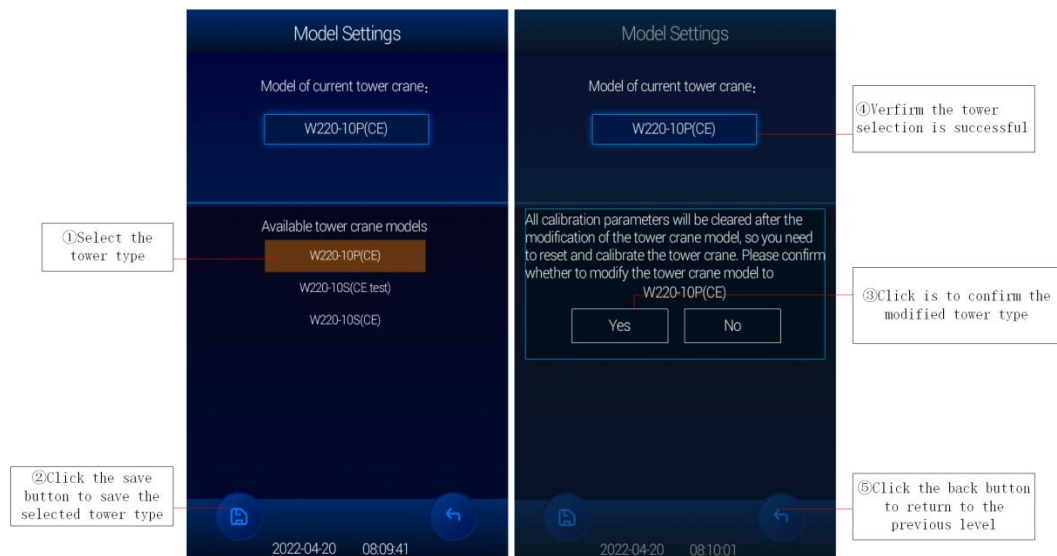 Model Settings
Model of current tower crane:
W220-10P(CE)
Available tower crane models
W220-10P(CE)
W220-10S(CE test)
W220-10S(CE)
2022-04-20 08:09:41
①Select the
tower type
②Click the save
button to save the
selected tower type
Model Settings
Model of current tower crane:
W220-10P(CE)
All calibration parameters will be cleared after the
modification of the tower crane model, so you need
to reset and calibrate the tower crane. Please confirm
whether to modify the tower crane model to
W220-10P(CE)
Yes No
2022-04-20 08:10:01
④Verfirm the tower
selection is successful
③Click is to confirm the
modified tower type
⑤Click the back button
to return to the
previous level